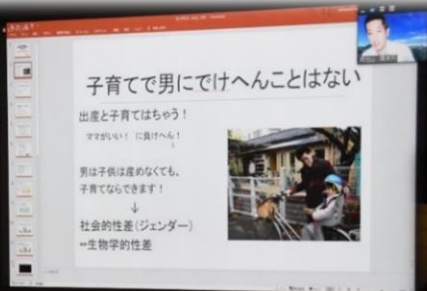 子育てで男にでけへんことはない
出産と子育てはちゃう！
ママがいい！ に負けへん！
男は子供は産めなくても、
子育てならできます！
↓
社会的性差（ジェンダー）
⇔生物学的性差